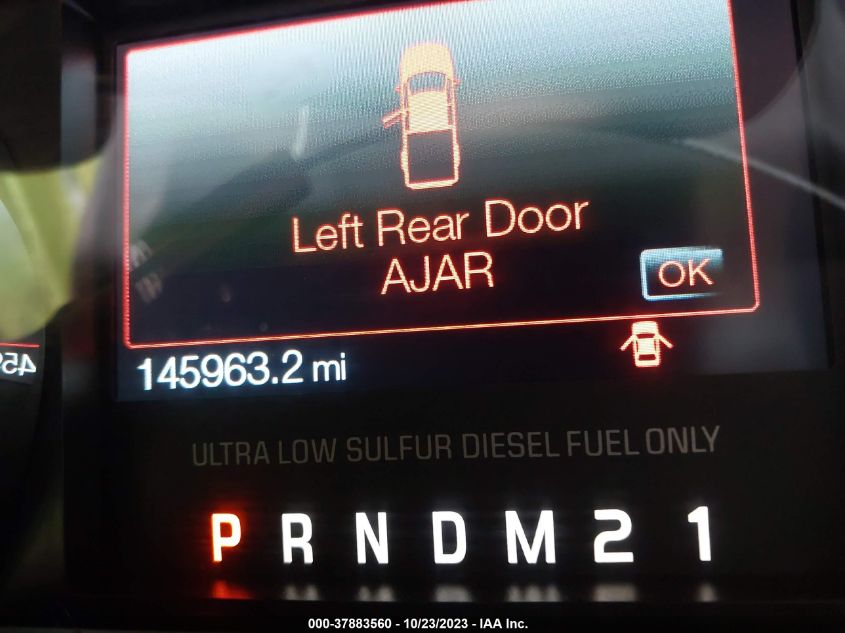 Left Rear Door
AJAR
OK
145963.2 mi
ULTRA LOW SULFUR DIESEL FUEL ONLY
P R N D M 2 1
000-37883560 - 10/23/2023 - IAA Inc.